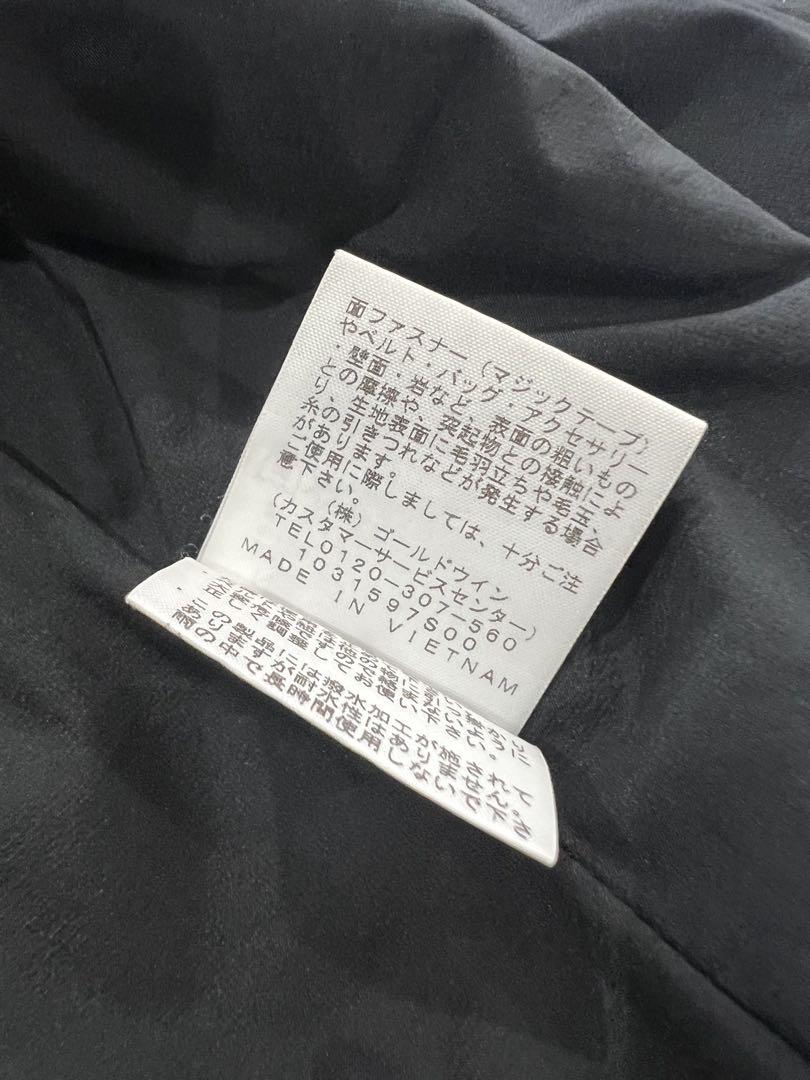 面ファスナー（マジックテープ）
やベルト・バッグ・アクセサリー
・壁面・岩など、表面の粗いもの
との摩擦や、突起物との接触によ
り、生地表面に毛羽立ちや毛玉、
糸の引きつれなどが発生する場合
があります。
ご使用に際しましては、十分ご注
意下さい。
（株）ゴールドウイン
（カスタマーサービスセンター）
TEL0120-307-560
1031597S00
MADE IN VIETNAM
・この製品には撥水加工が施されて
ありますが耐水性はありません。
雨の中で長時間使用しないで下さ